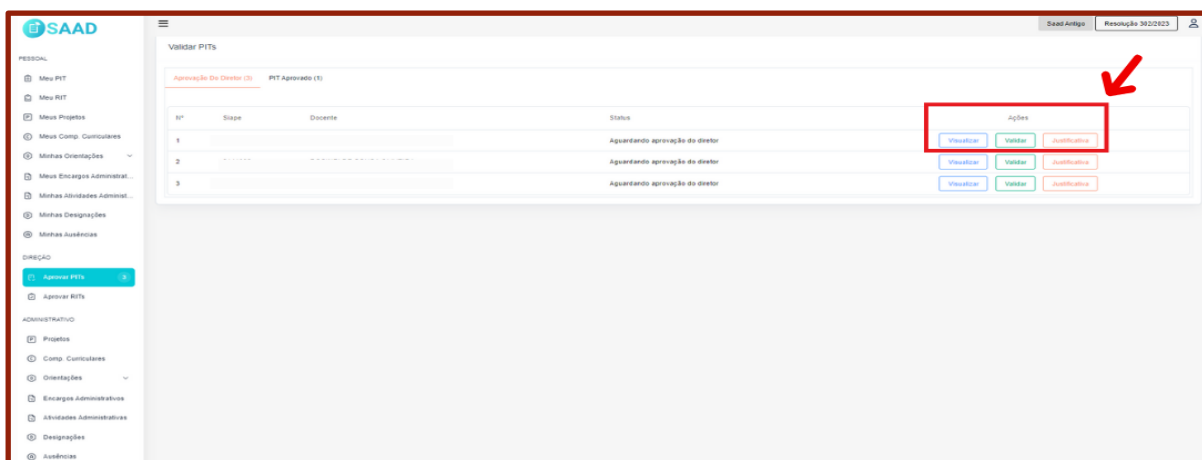 SAAD
Saad Antigo Resolução 302/2023
PESSOAL
Meu PIT
Meu RIT
Meus Projetos
Meus Comp. Curriculares
Minhas Orientações
Meus Encargos Administrat...
Minhas Atividades Administ...
Minhas Designações
Minhas Ausências
DIREÇÃO
Aprovar PITs 3
Aprovar RITs
ADMINISTRATIVO
Projetos
Comp. Curriculares
Orientações
Encargos Administrativos
Atividades Administrativas
Designações
Ausências
Validar PITs
Aprovação Do Diretor (3) PIT Aprovado (1)
Nº Siape Docente Status Ações
1 Aguardando aprovação do diretor Visualizar Validar Justificativa
2 Aguardando aprovação do diretor Visualizar Validar Justificativa
3 Aguardando aprovação do diretor Visualizar Validar Justificativa